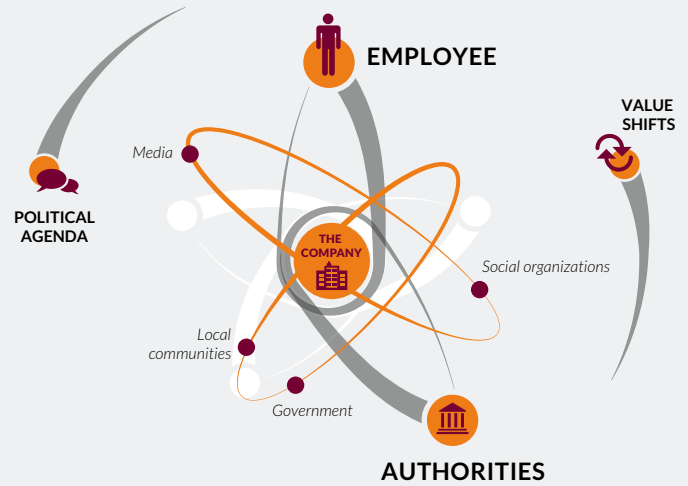 EMPLOYEE
VALUE
SHIFTS
Media
POLITICAL
AGENDA
THE
COMPANY
Social organizations
Local
communities
Government
AUTHORITIES